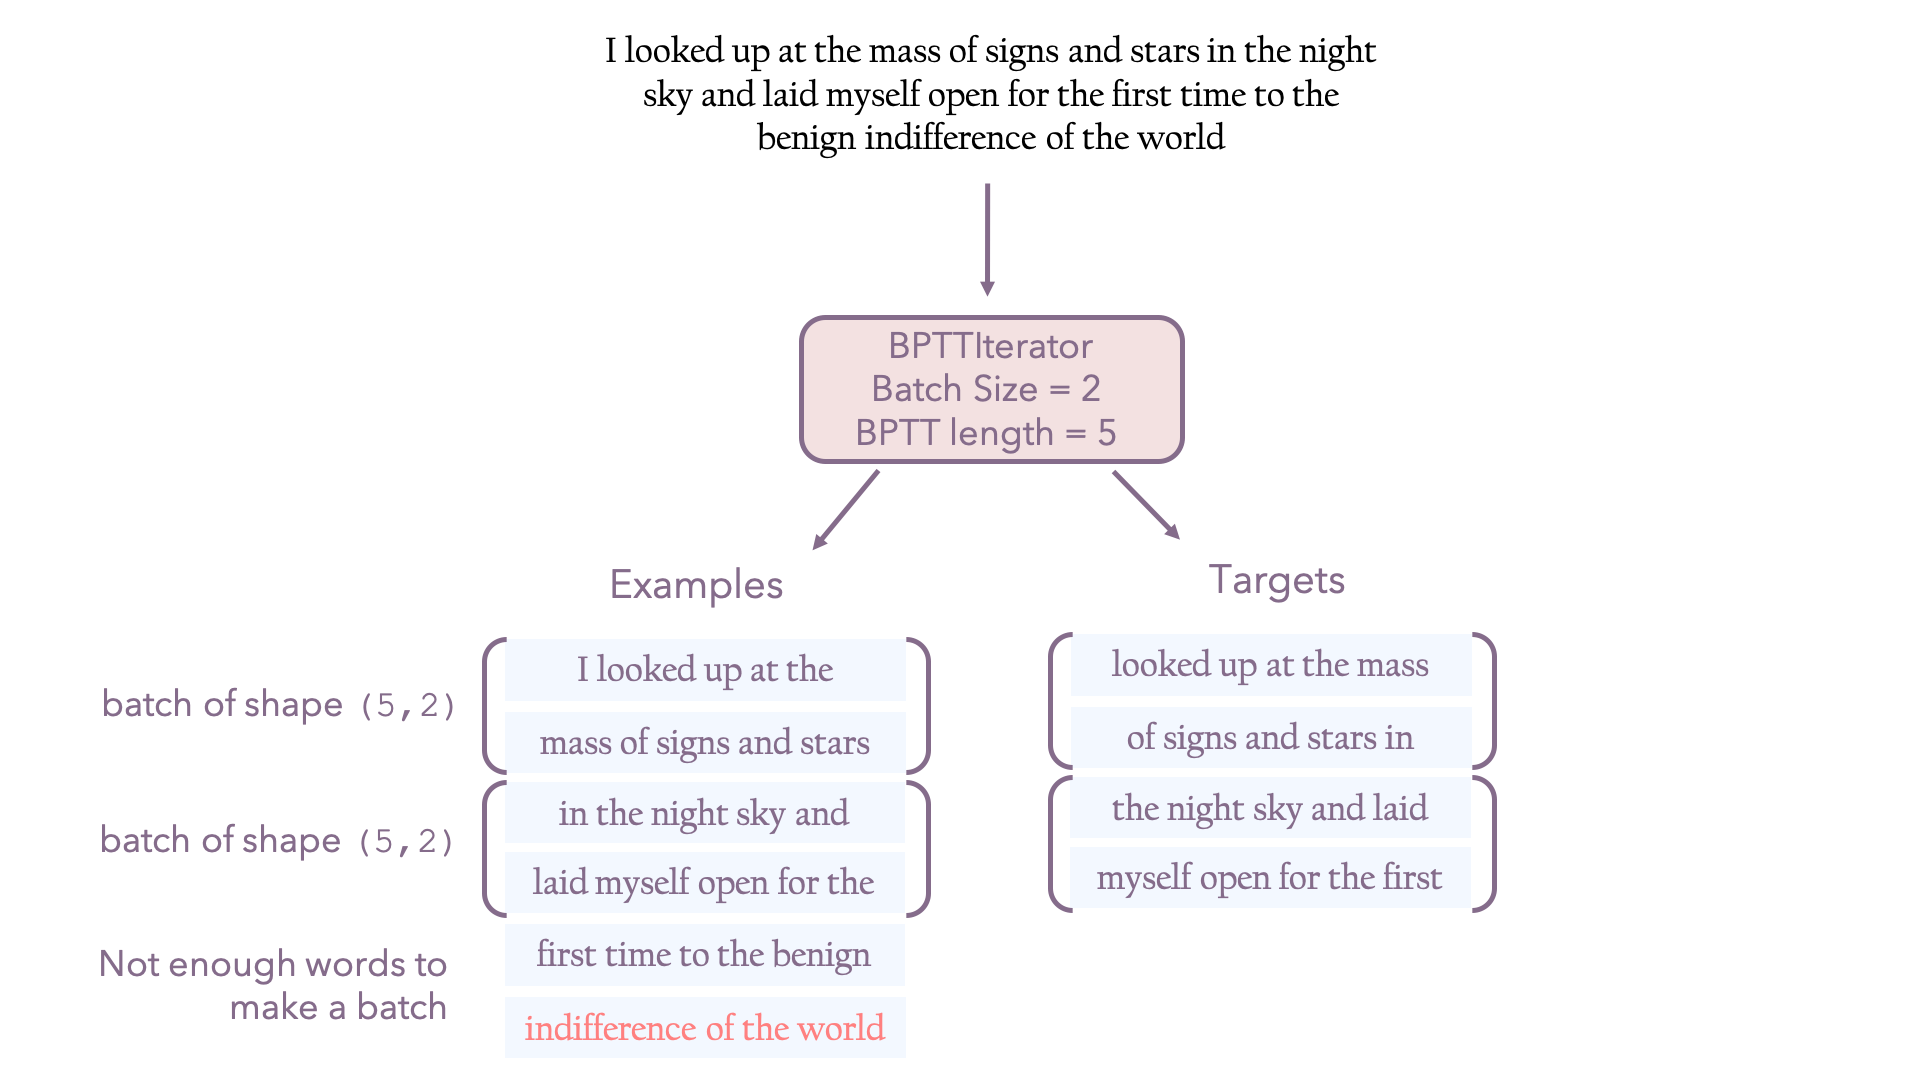 I looked up at the mass of signs and stars in the night
sky and laid myself open for the first time to the
benign indifference of the world
BPTTIterator
Batch Size = 2
BPTT length = 5
Examples
Targets
batch of shape (5,2)
I looked up at the
mass of signs and stars
looked up at the mass
of signs and stars in
batch of shape (5,2)
in the night sky and
laid myself open for the
the night sky and laid
myself open for the first
Not enough words to
make a batch
first time to the benign
indifference of the world